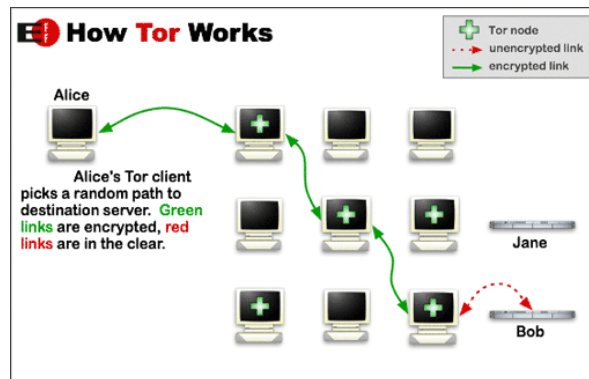 EFF How Tor Works
Tor node
unencrypted link
encrypted link
Alice
Alice's Tor client
picks a random path to
destination server. Green
links are encrypted, red
links are in the clear.
Jane
Bob